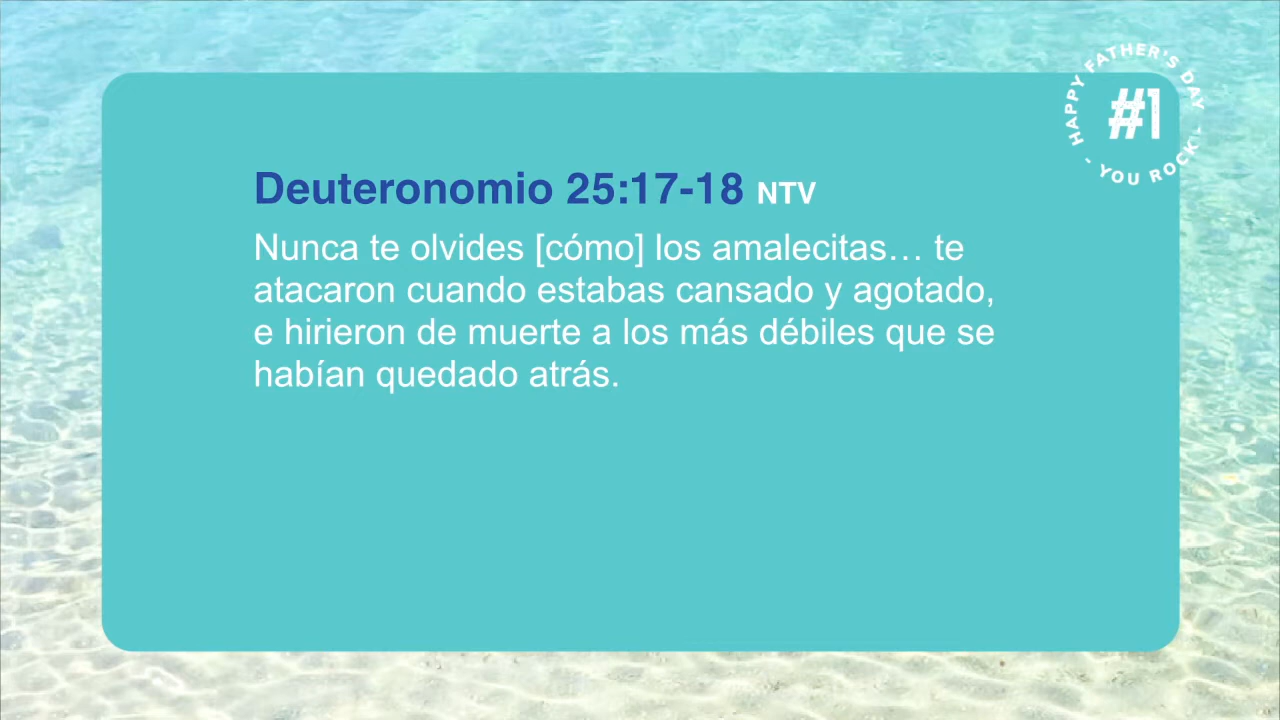 HAPPY FATHER'S DAY
#1
- YOU ROCK -
Deuteronomio 25:17-18 NTV
Nunca te olvides [cómo] los amalecitas… te
atacaron cuando estabas cansado y agotado,
e hirieron de muerte a los más débiles que se
habían quedado atrás.